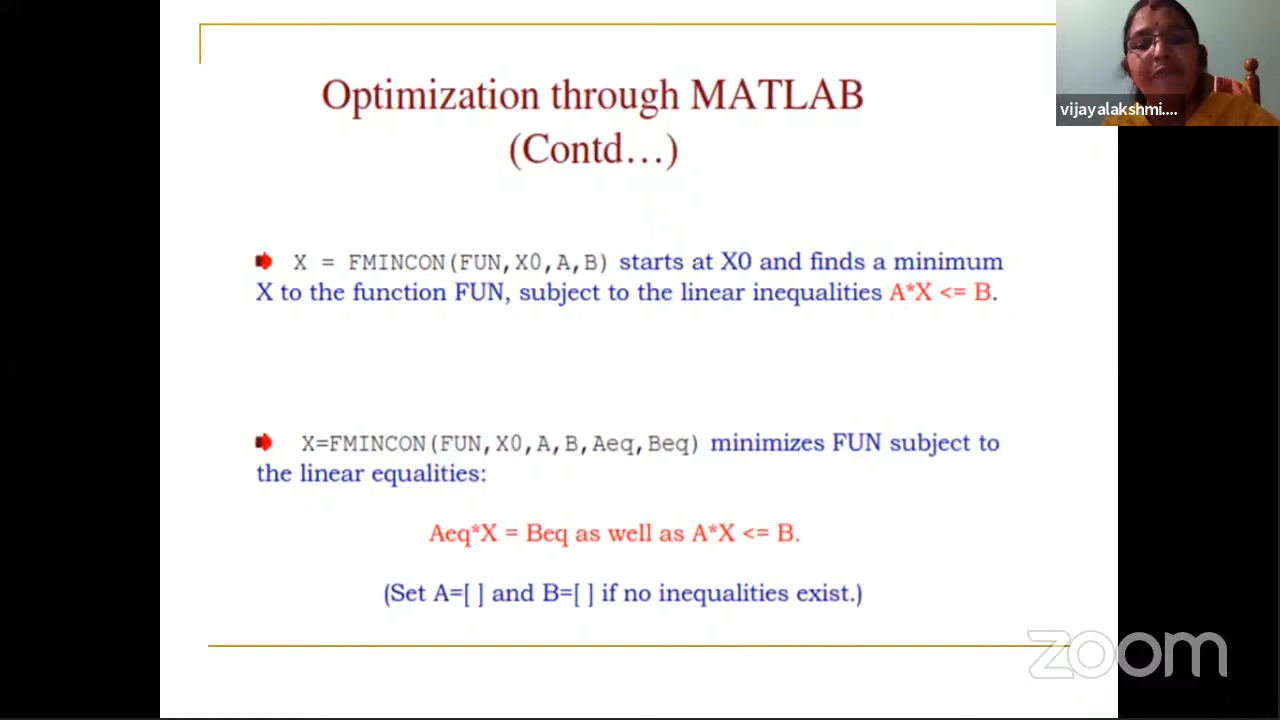 Optimization through MATLAB
(Contd…)
vijayalakshmi....
X = FMINCON(FUN,X0,A,B) starts at X0 and finds a minimum
X to the function FUN, subject to the linear inequalities A*X <= B.
X=FMINCON(FUN,X0,A,B,Aeq,Beq) minimizes FUN subject to
the linear equalities:
Aeq*X = Beq as well as A*X <= B.
(Set A=[ ] and B=[ ] if no inequalities exist.)
zoom